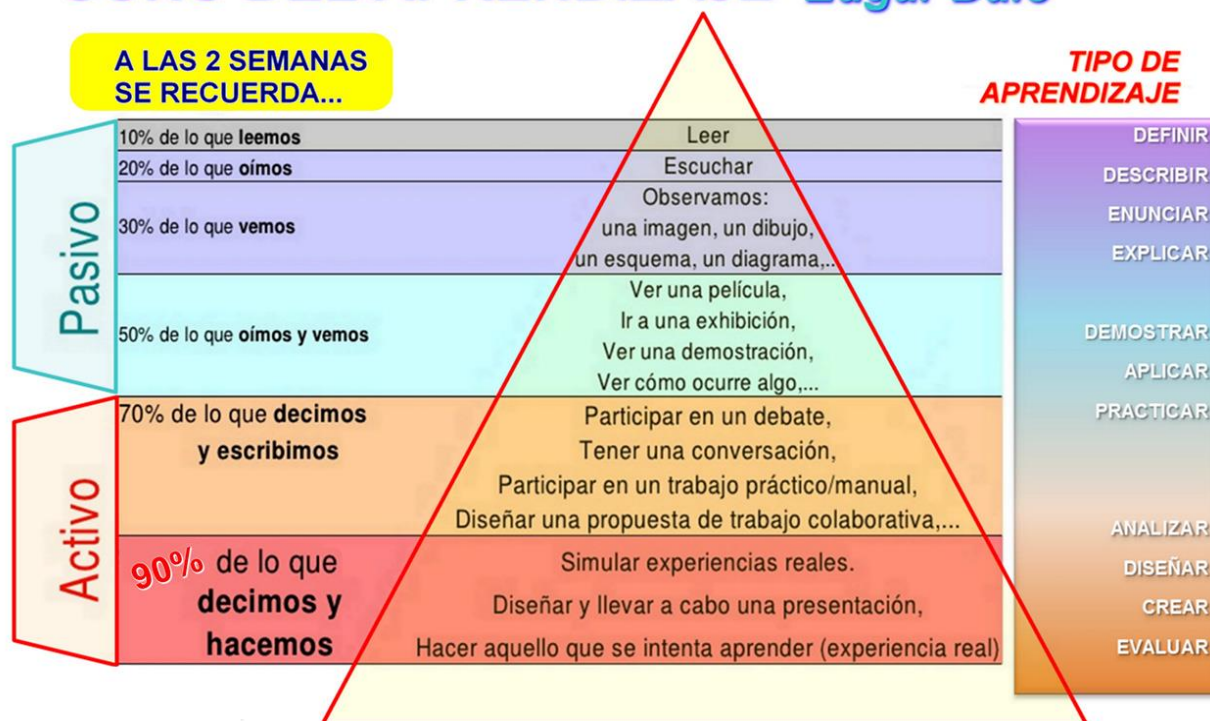 Edgar Dale
A LAS 2 SEMANAS
SE RECUERDA...
TIPO DE
APRENDIZAJE
Pasivo
10% de lo que leemos
Leer
20% de lo que oímos
Escuchar
30% de lo que vemos
Observamos:
una imagen, un dibujo,
un esquema, un diagrama,...
50% de lo que oímos y vemos
Ver una película,
Ir a una exhibición,
Ver una demostración,
Ver cómo ocurre algo,...
Activo
70% de lo que decimos
y escribimos
Participar en un debate,
Tener una conversación,
Participar en un trabajo práctico/manual,
Diseñar una propuesta de trabajo colaborativa,...
90% de lo que
decimos y
hacemos
Simular experiencias reales.
Diseñar y llevar a cabo una presentación,
Hacer aquello que se intenta aprender (experiencia real)
DEFINIR
DESCRIBIR
ENUNCIAR
EXPLICAR
DEMOSTRAR
APLICAR
PRACTICAR
ANALIZAR
DISEÑAR
CREAR
EVALUAR